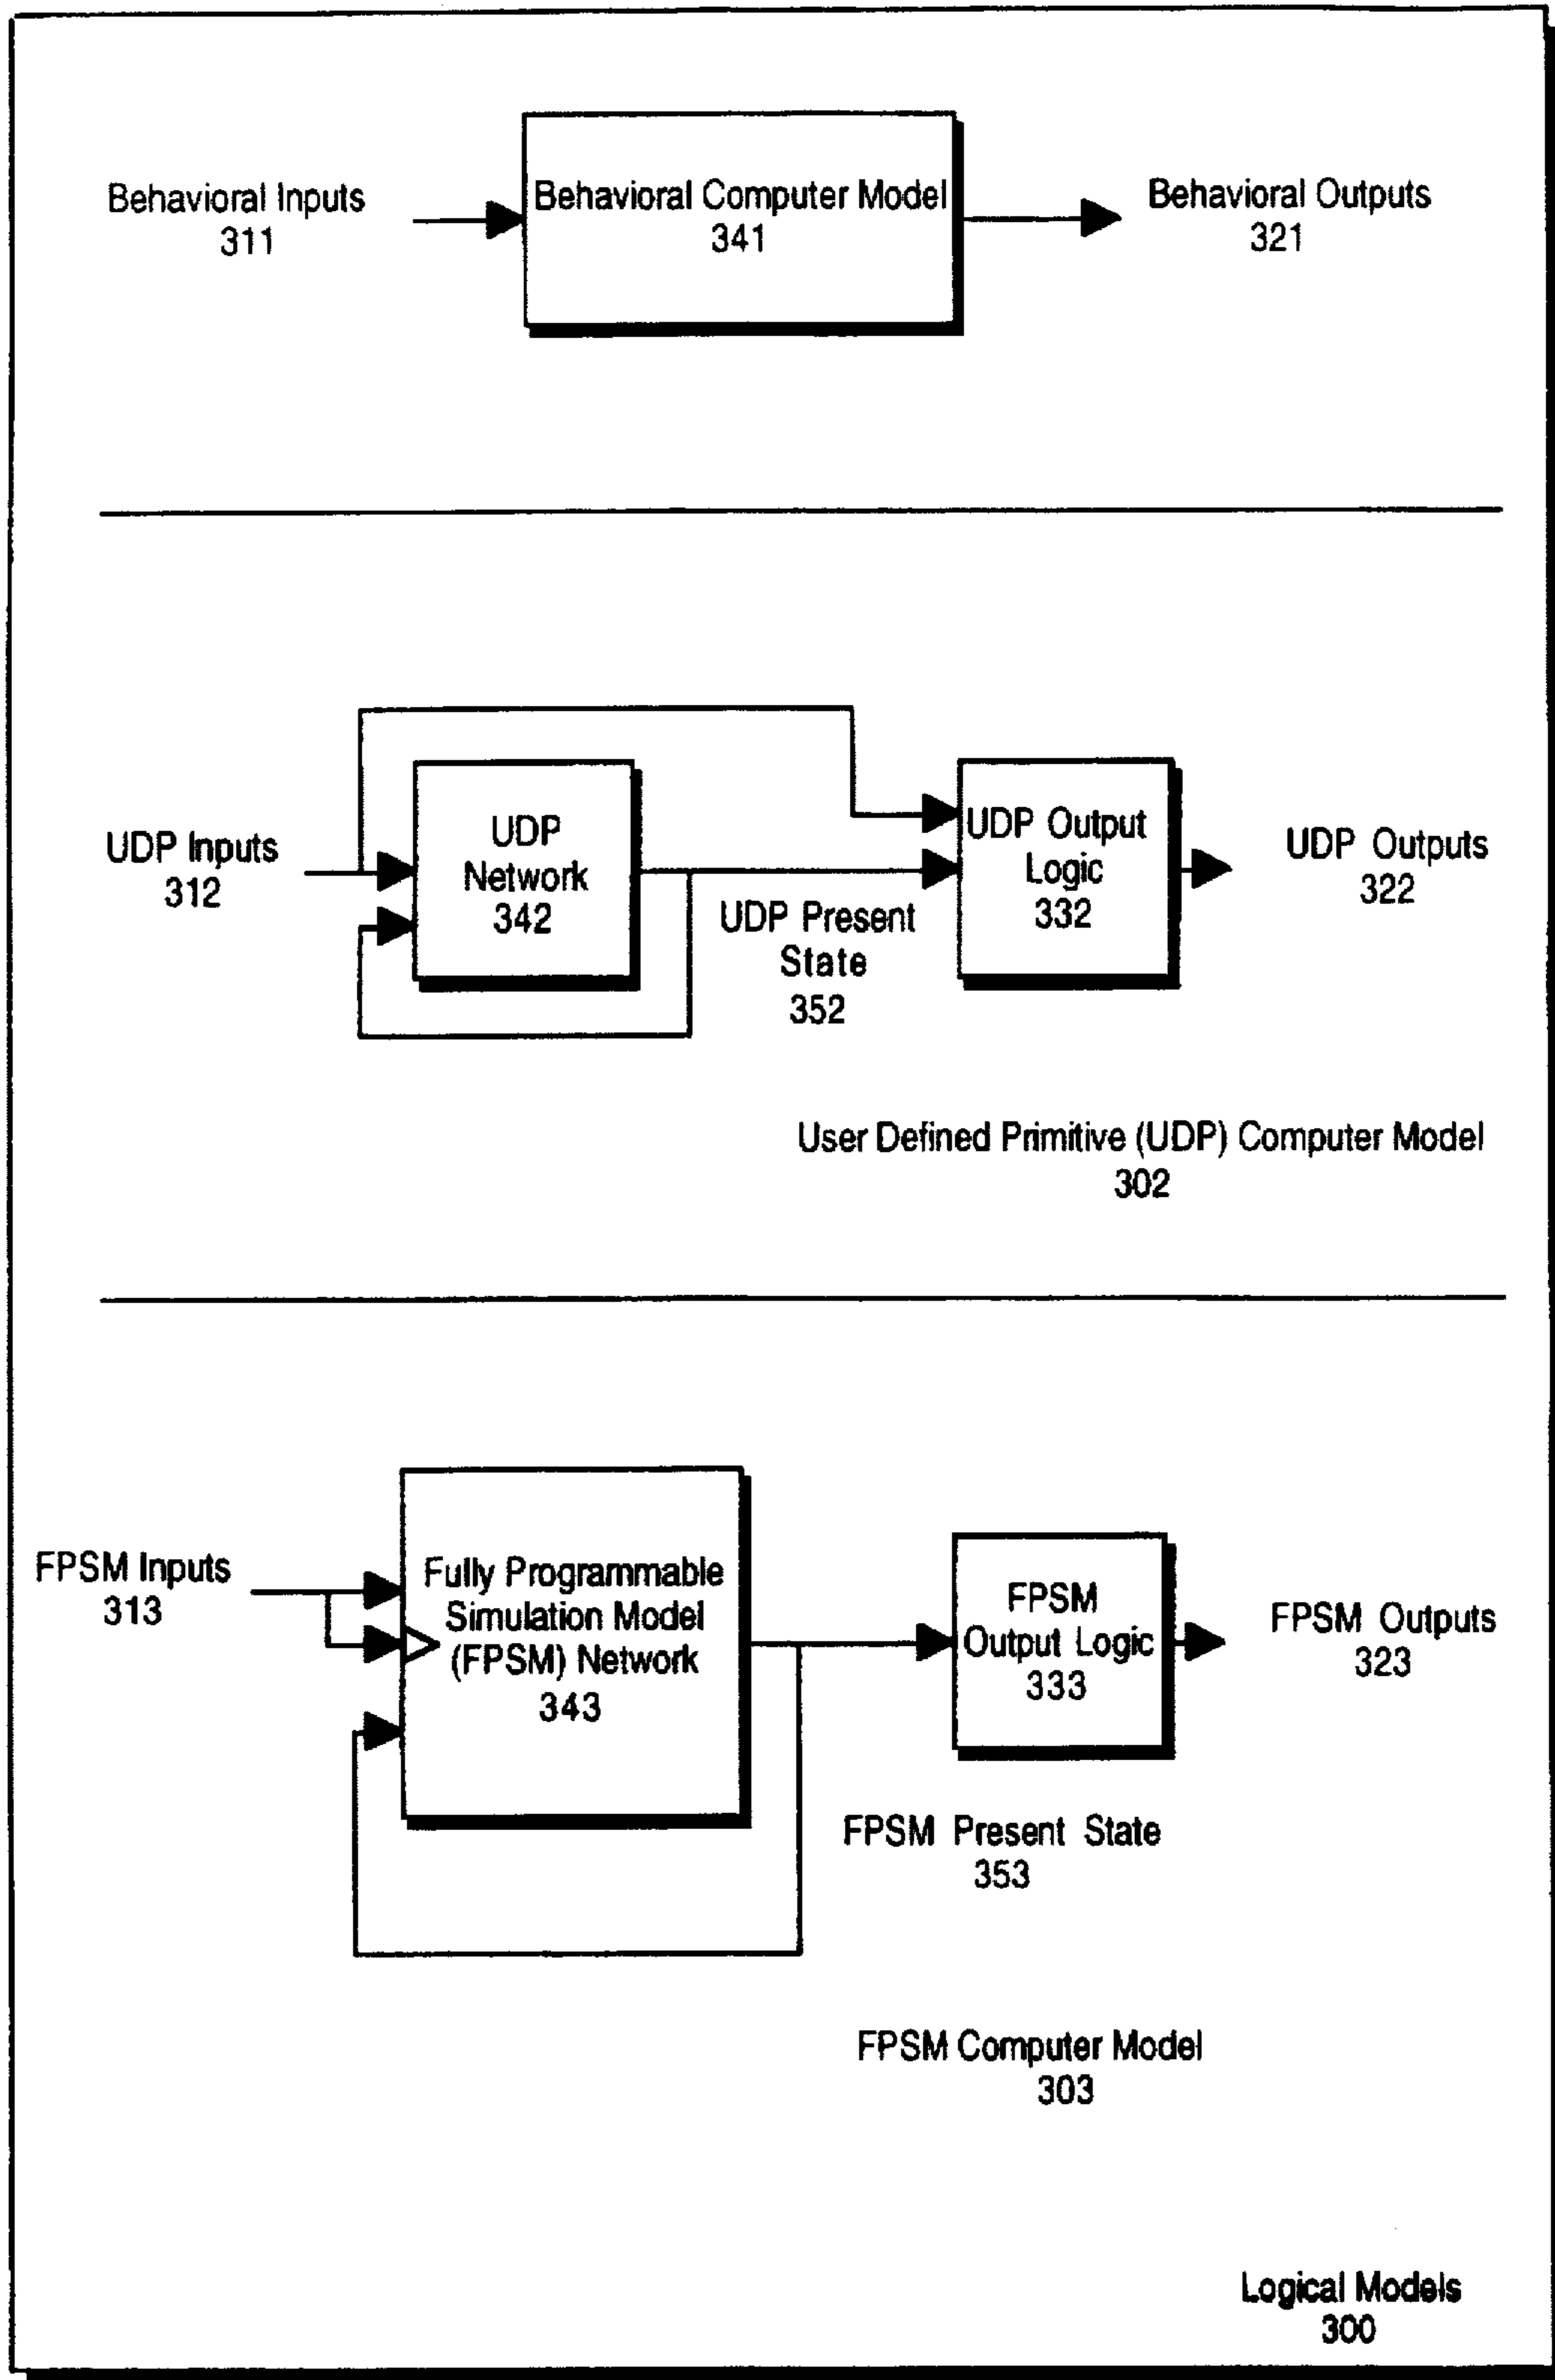 Behavioral Inputs
311
Behavioral Computer Model
341
Behavioral Outputs
321
UDP Inputs
312
UDP
Network
342
UDP Present
State
352
UDP Output
Logic
332
UDP Outputs
322
User Defined Primitive (UDP) Computer Model
302
FPSM Inputs
313
Fully Programmable
Simulation Model
(FPSM) Network
343
FPSM
Output Logic
333
FPSM Outputs
323
FPSM Present State
353
FPSM Computer Model
303
Logical Models
300